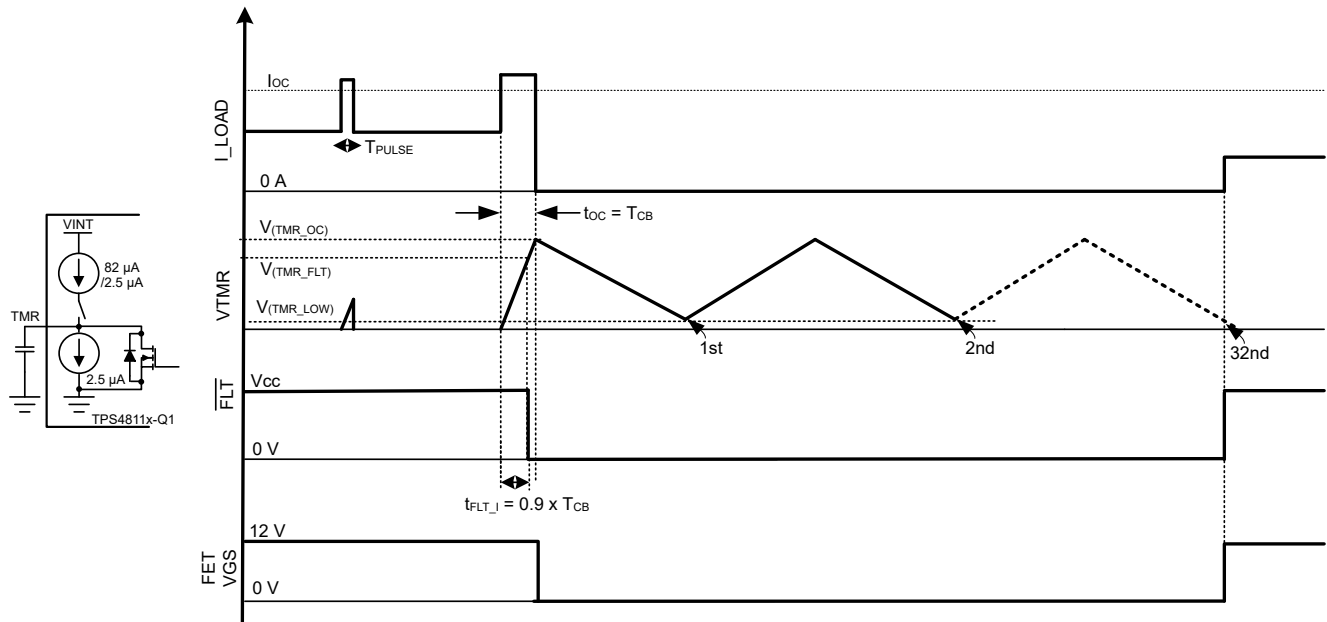 VINT
82 µA
/2.5 µA
TMR
2.5 µA
TPS4811x-Q1
I_LOAD
IOC
TPULSE
0 A
tOC = TCB
VTMR
V(TMR_OC)
V(TMR_FLT)
V(TMR_LOW)
1st
2nd
32nd
FLT
Vcc
0 V
tFLT_I = 0.9 x TCB
FET
VGS
12 V
0 V